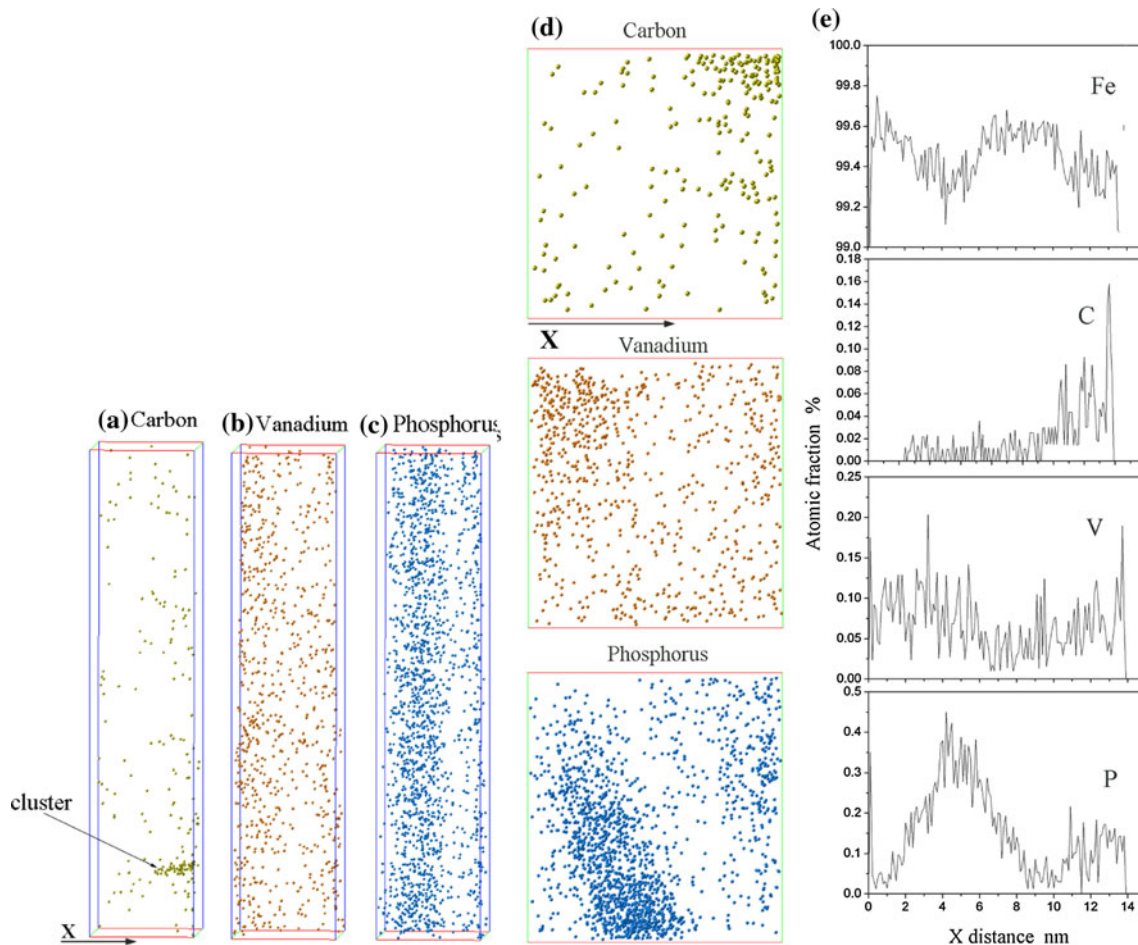 (a) Carbon
(b) Vanadium
(c) Phosphorus
cluster
X
(d)
Carbon
X
Vanadium
Phosphorus
(e)
100.0
99.8
99.6
99.4
99.2
99.0
Fe
0.18
0.16
0.14
0.12
0.10
0.08
0.06
0.04
0.02
0.00
C
Atomic fraction %
0.25
0.20
0.15
0.10
0.05
0.00
V
0.5
0.4
0.3
0.2
0.1
0.0
P
0 2 4 6 8 10 12 14
X distance nm